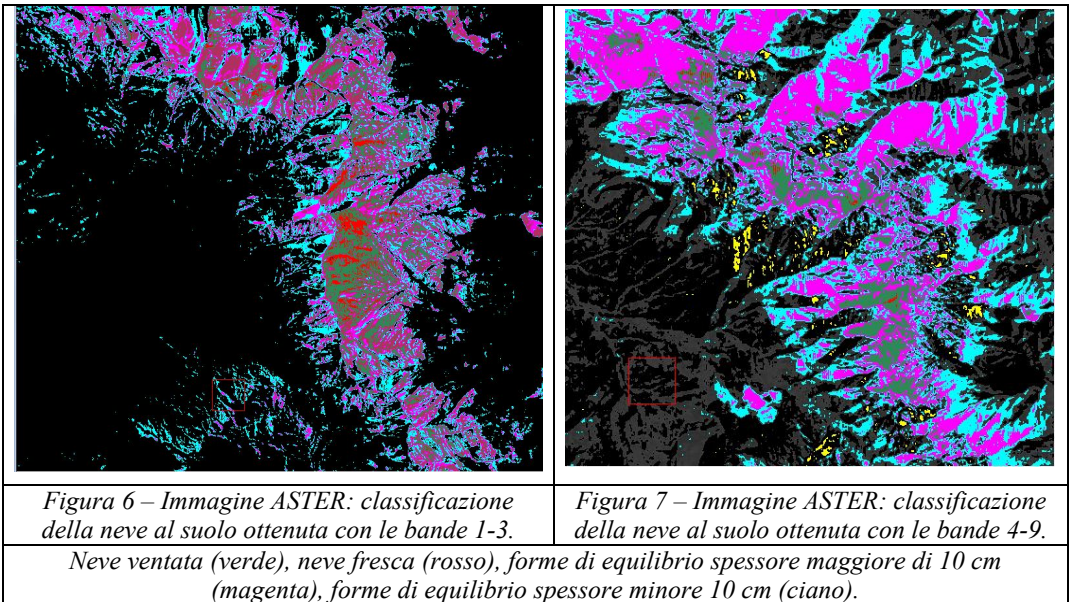 Figura 6 – Immagine ASTER: classificazione
della neve al suolo ottenuta con le bande 1-3.
Figura 7 – Immagine ASTER: classificazione
della neve al suolo ottenuta con le bande 4-9.
Neve ventata (verde), neve fresca (rosso), forme di equilibrio spessore maggiore di 10 cm
(magenta), forme di equilibrio spessore minore 10 cm (ciano).